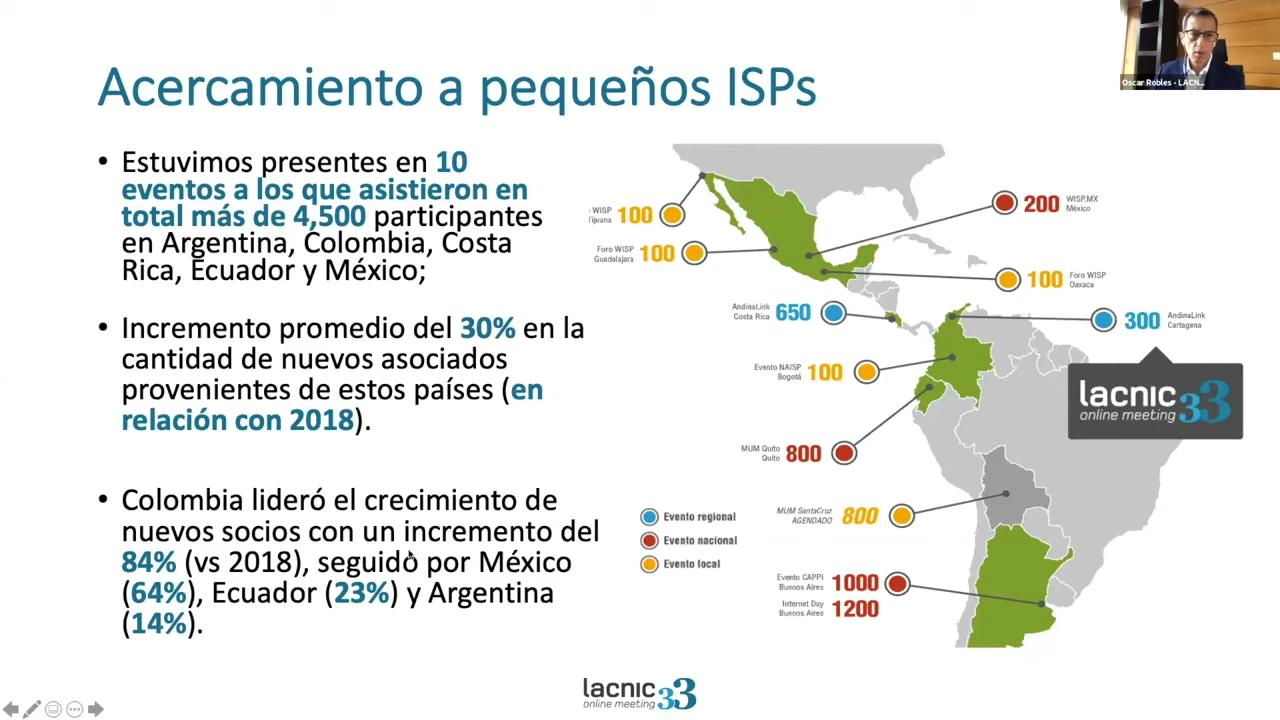 Acercamiento a pequeños ISPs
Oscar Robles - LACN...
• Estuvimos presentes en 10
eventos a los que asistieron en
total más de 4,500 participantes
en Argentina, Colombia, Costa
Rica, Ecuador y México;
• Incremento promedio del 30% en la
cantidad de nuevos asociados
provenientes de estos países (en
relación con 2018).
• Colombia lideró el crecimiento de
nuevos socios con un incremento del
84% (vs 2018), seguido por México
(64%), Ecuador (23%) y Argentina
(14%).
WISP
Tijuana
100
Foro WISP
Guadalajara
100
200
WISP.MX
México
100
Foro WISP
Oaxaca
AndinaLink
Costa Rica
650
300
AndinaLink
Cartagena
Evento NAISP
Bogotá
100
MUM Quito
Quito
800
MUM SantaCruz
AGENDADO
800
Evento CAPPI
Buenos Aires
1000
Internet Day
Buenos Aires
1200
Evento regional
Evento nacional
Evento local
lacnic 33
online meeting
lacnic 33
online meeting